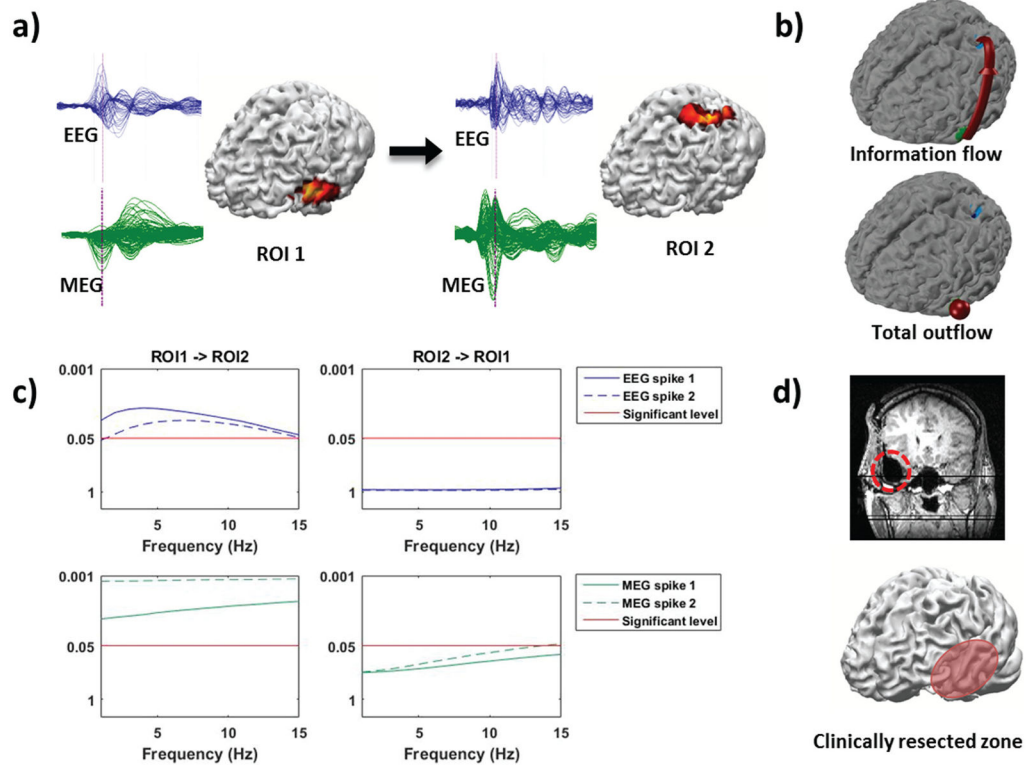 a)
EEG
MEG
ROI 1
EEG
MEG
ROI 2
b)
Information flow
Total outflow
c)
ROI1 -> ROI2
0.001
0.05
1
5 10 15
Frequency (Hz)
ROI2 -> ROI1
0.001
0.05
1
5 10 15
Frequency (Hz)
EEG spike 1
EEG spike 2
Significant level
0.001
0.05
1
5 10 15
Frequency (Hz)
0.001
0.05
1
5 10 15
Frequency (Hz)
MEG spike 1
MEG spike 2
Significant level
d)
Clinically resected zone